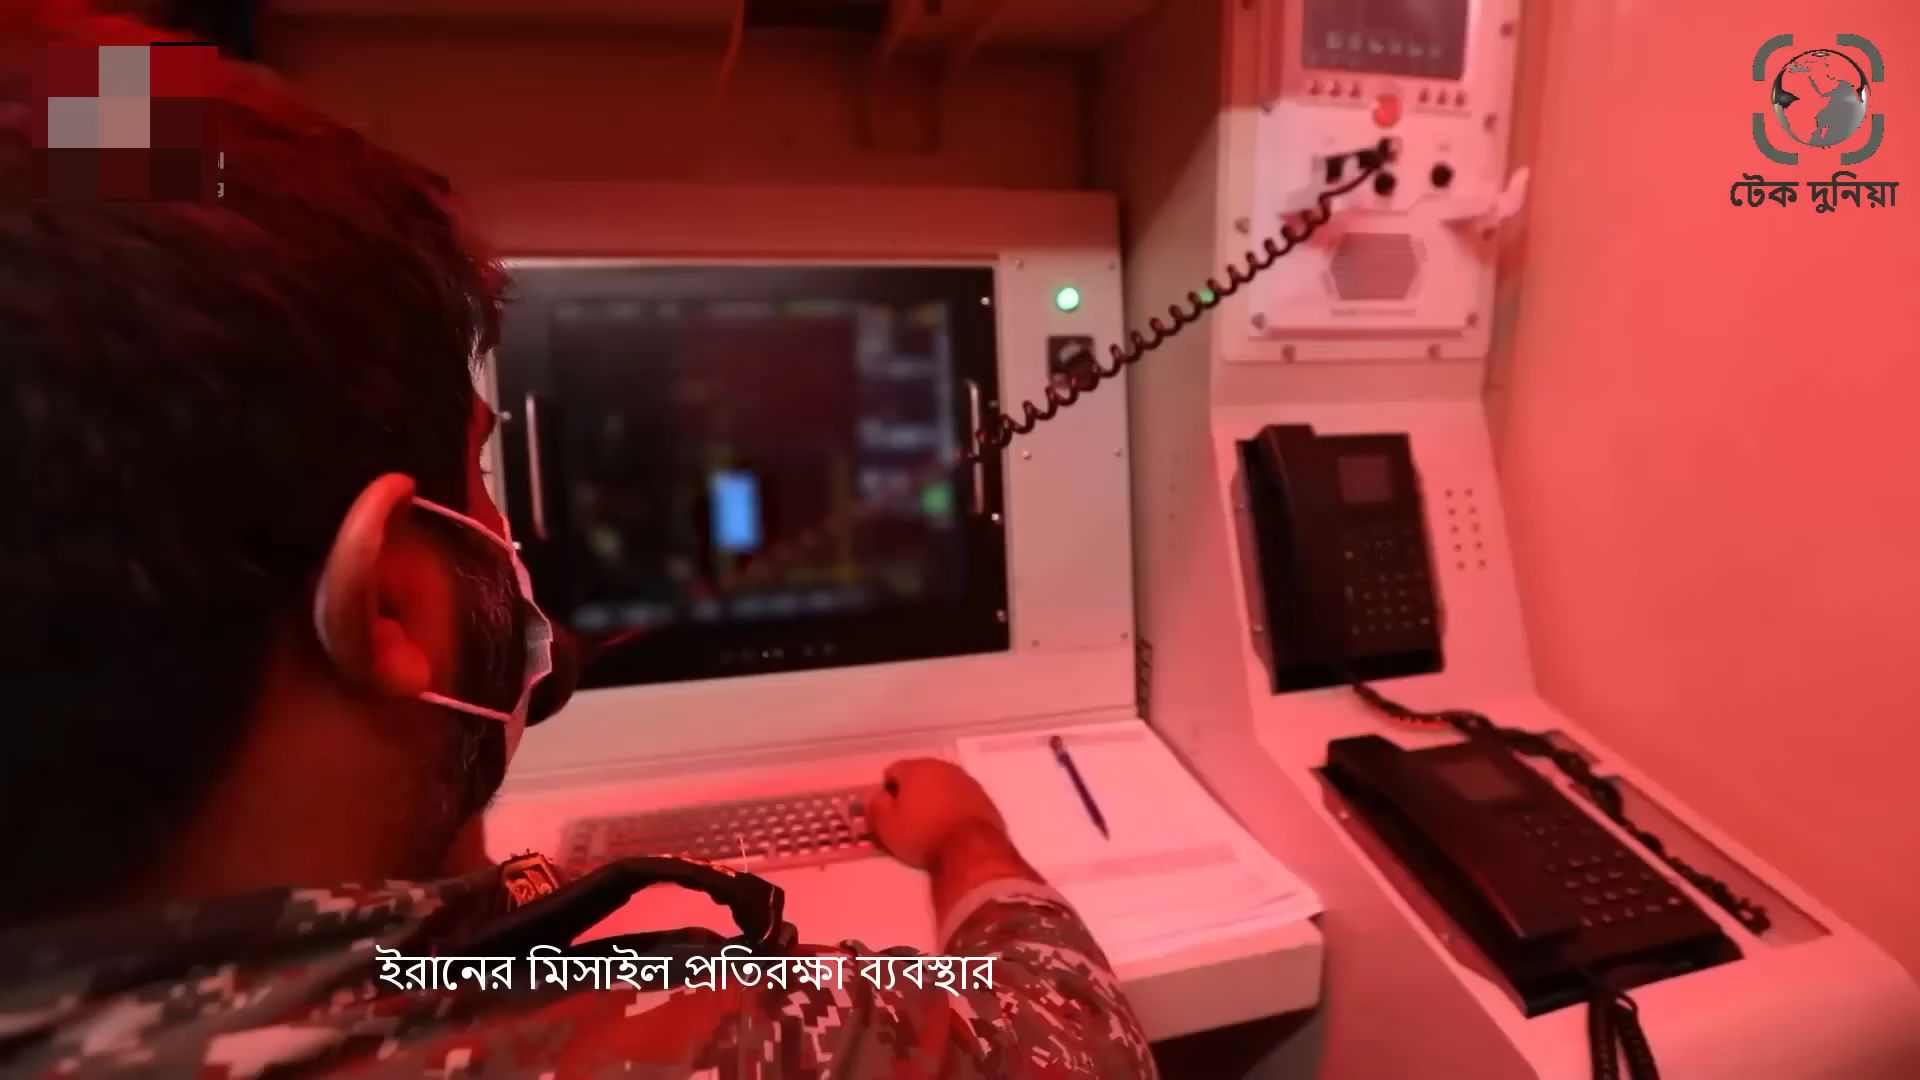 টেক দুনিয়া
ইরানের মিসাইল প্রতিরক্ষা ব্যবস্থার